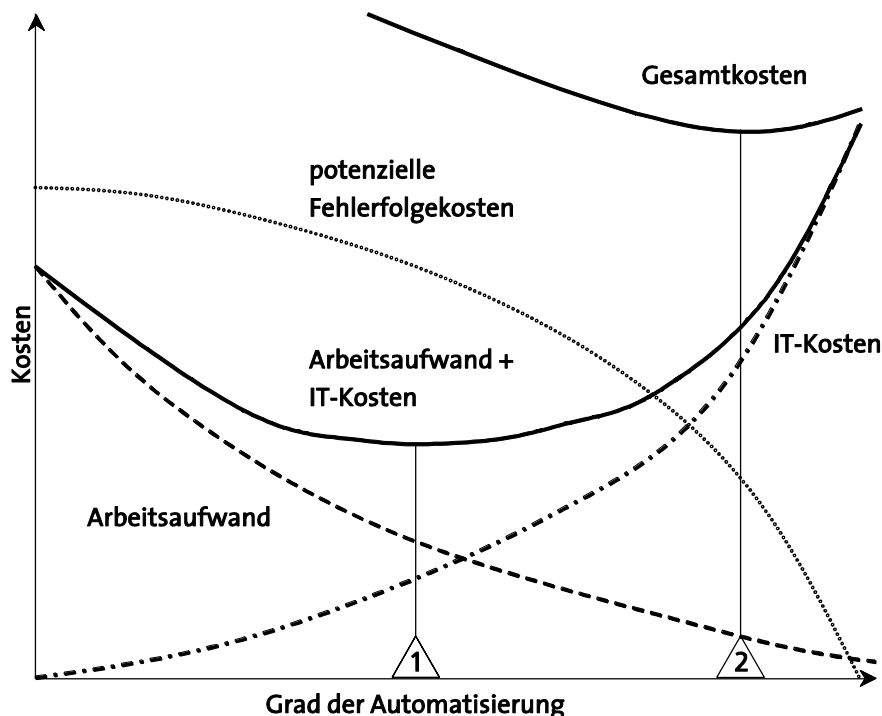 Gesamtkosten
potenzielle
Fehlerfolgekosten
Kosten
Arbeitsaufwand +
IT-Kosten
IT-Kosten
Arbeitsaufwand
1
2
Grad der Automatisierung